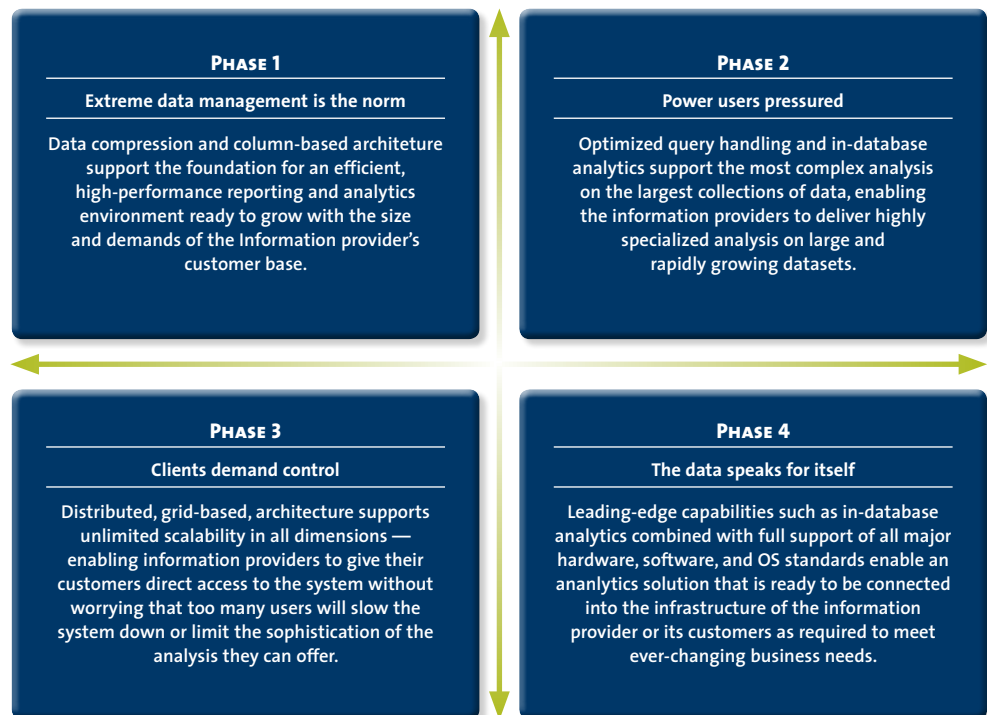 Phase 1
Extreme data management is the norm
Data compression and column-based architeture
support the foundation for an efficient,
high-performance reporting and analytics
environment ready to grow with the size
and demands of the Information provider's
customer base.
Phase 2
Power users pressured
Optimized query handling and in-database
analytics support the most complex analysis
on the largest collections of data, enabling
the information providers to deliver highly
specialized analysis on large and
rapidly growing datasets.
Phase 3
Clients demand control
Distributed, grid-based, architecture supports
unlimited scalability in all dimensions —
enabling information providers to give their
customers direct access to the system without
worrying that too many users will slow the
system down or limit the sophistication of the
analysis they can offer.
Phase 4
The data speaks for itself
Leading-edge capabilities such as in-database
analytics combined with full support of all major
hardware, software, and OS standards enable an
ananlytics solution that is ready to be connected
into the infrastructure of the information
provider or its customers as required to meet
ever-changing business needs.